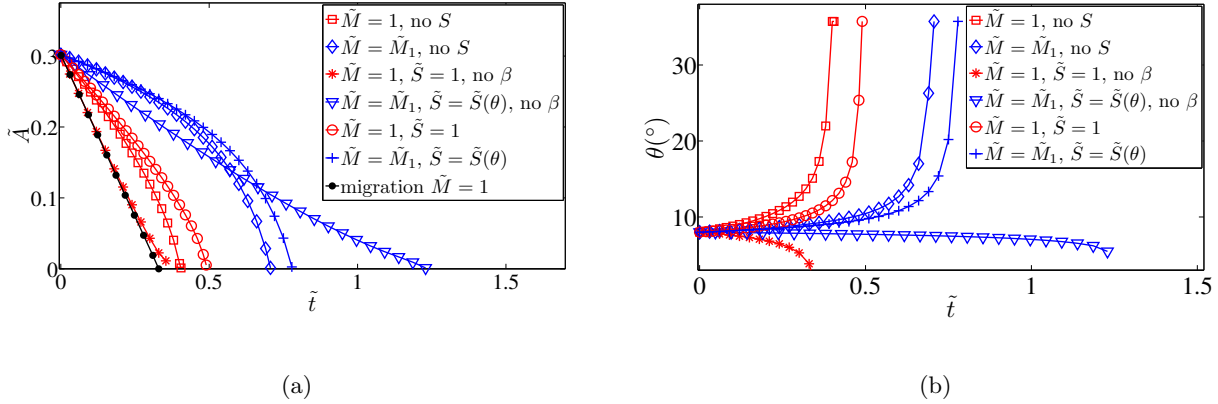 0.3
0.2
0.1
0
Ã
0
0.5
1
1.5
t̃
M̃ = 1, no S
M̃ = M̃₁, no S
M̃ = 1, S̃ = 1, no β
M̃ = M̃₁, S̃ = S̃(θ), no β
M̃ = 1, S̃ = 1
M̃ = M̃₁, S̃ = S̃(θ)
migration M̃ = 1
(a)
30
20
10
θ(°)
0
0.5
1
1.5
t̃
M̃ = 1, no S
M̃ = M̃₁, no S
M̃ = 1, S̃ = 1, no β
M̃ = M̃₁, S̃ = S̃(θ), no β
M̃ = 1, S̃ = 1
M̃ = M̃₁, S̃ = S̃(θ)
(b)